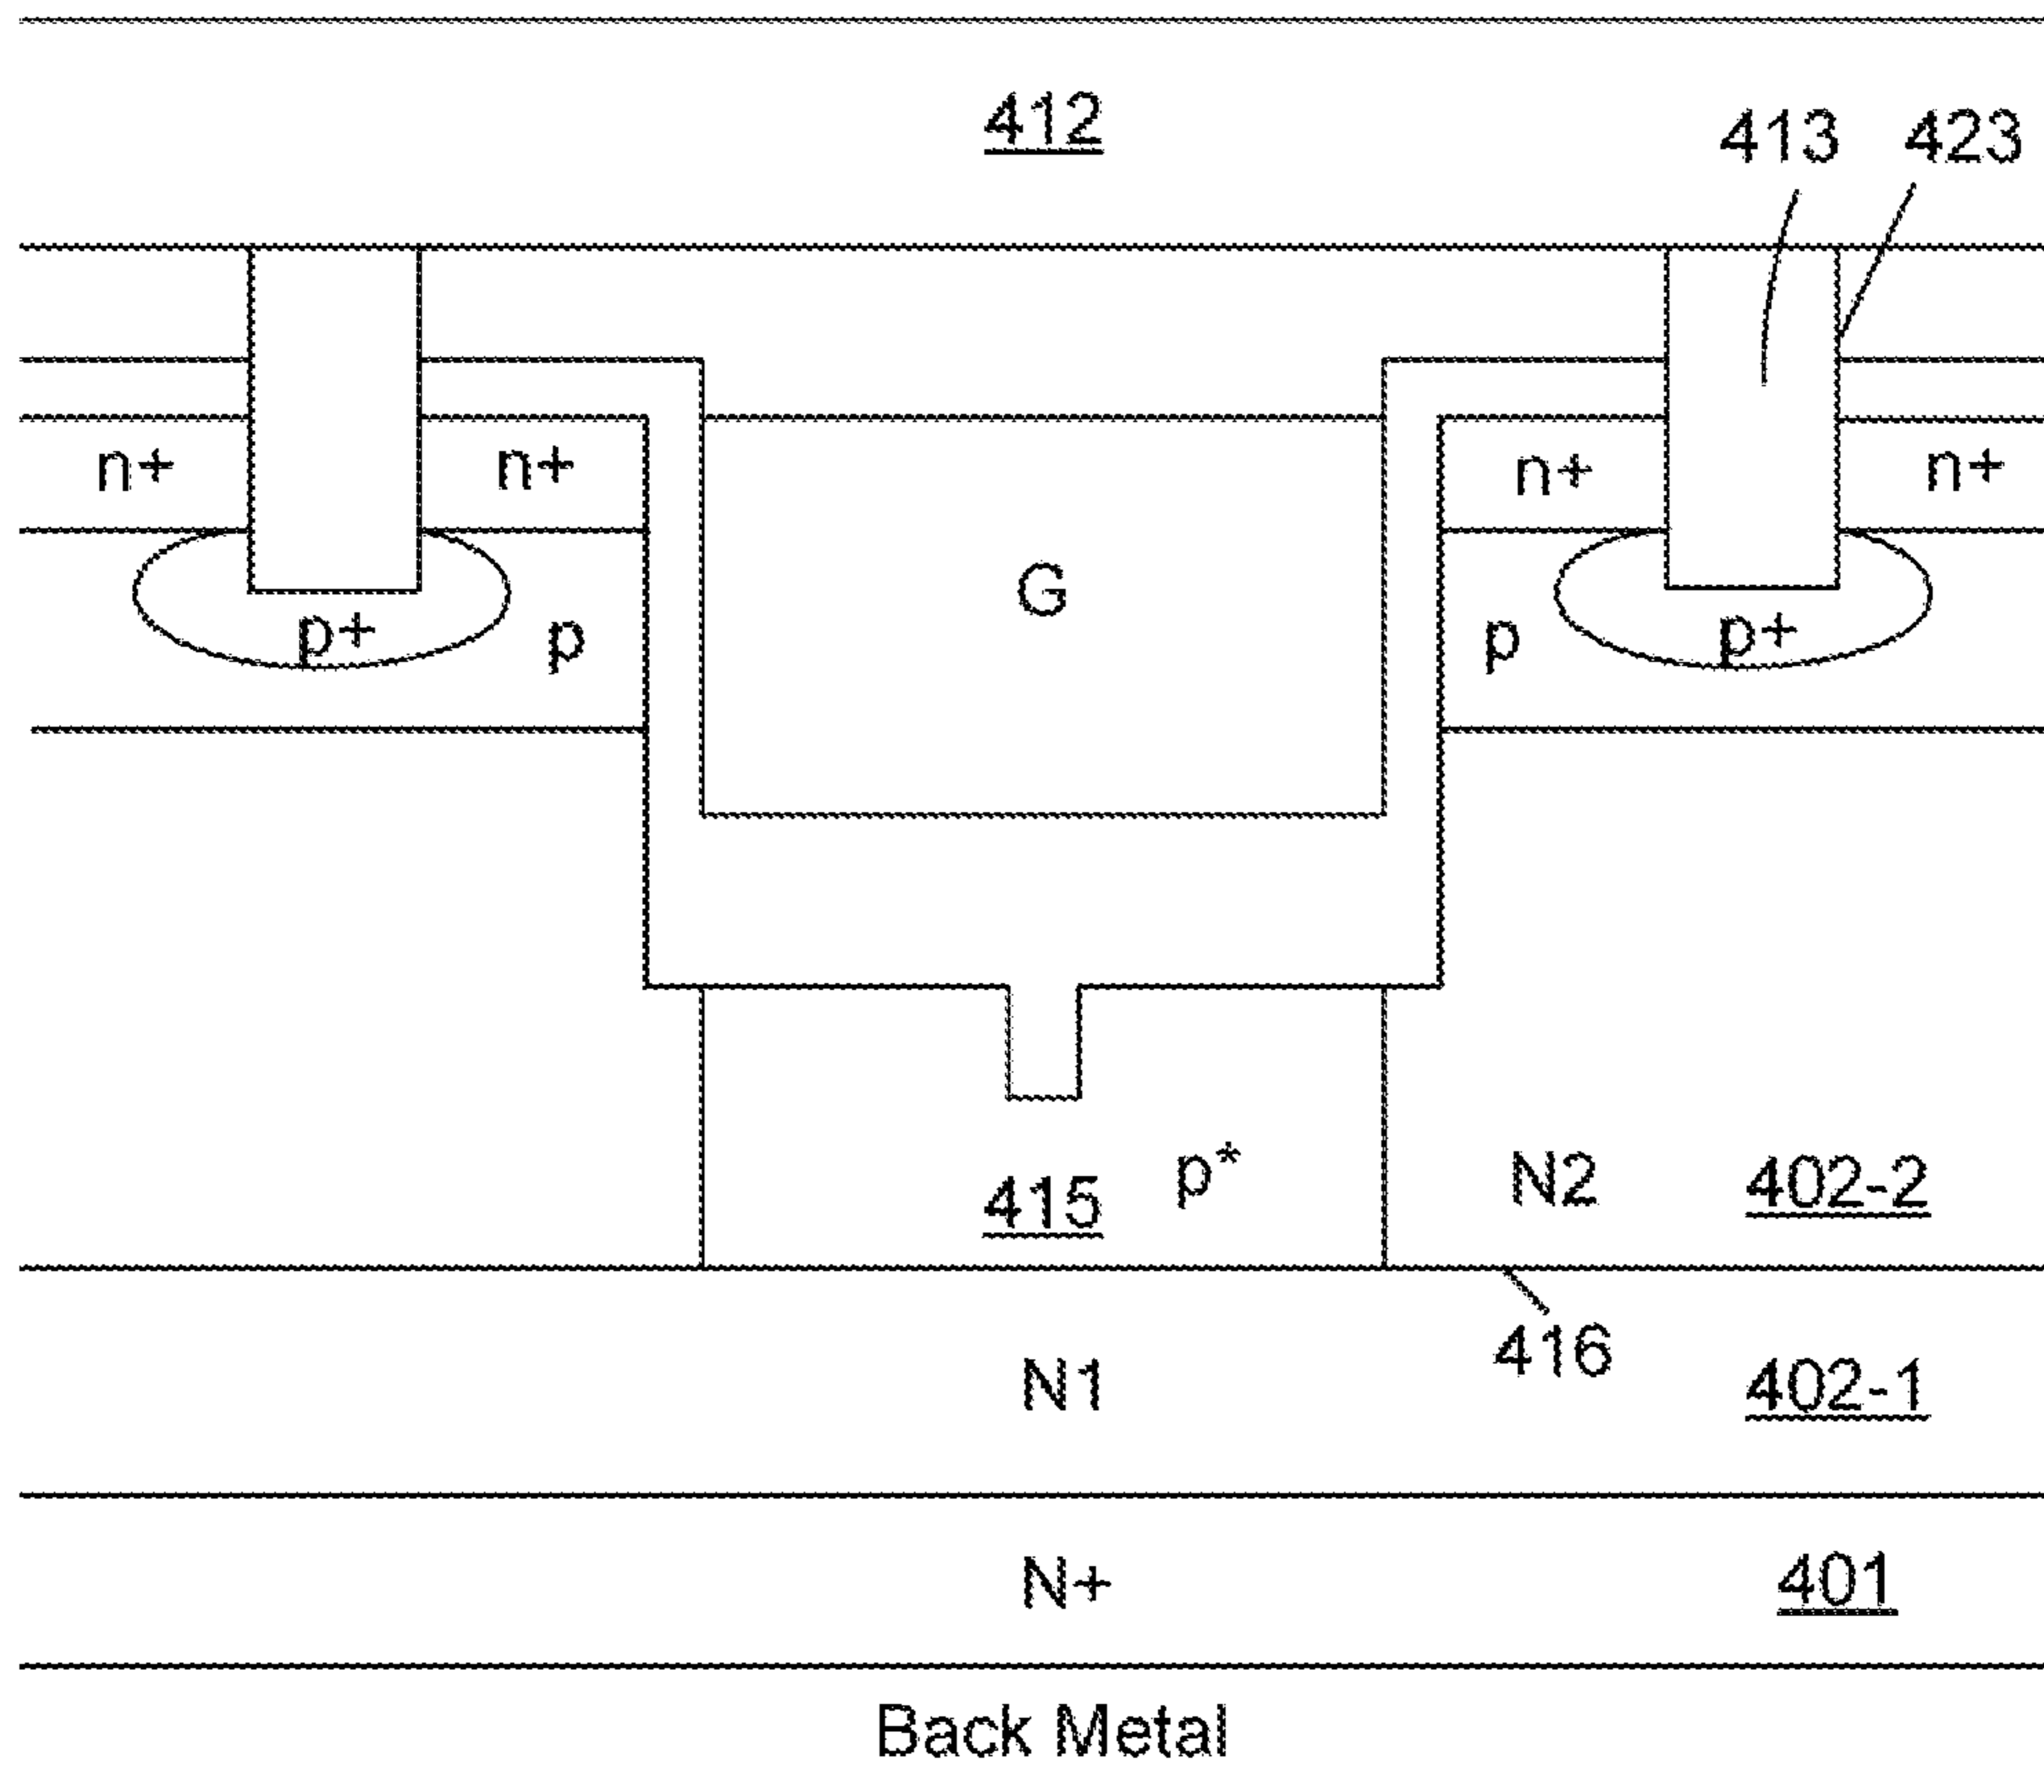 412
413 423
n+ n+ n+ n+
G
p+ p p p+
p*
415 N2 402-2
416
N1 402-1
N+ 401
Back Metal